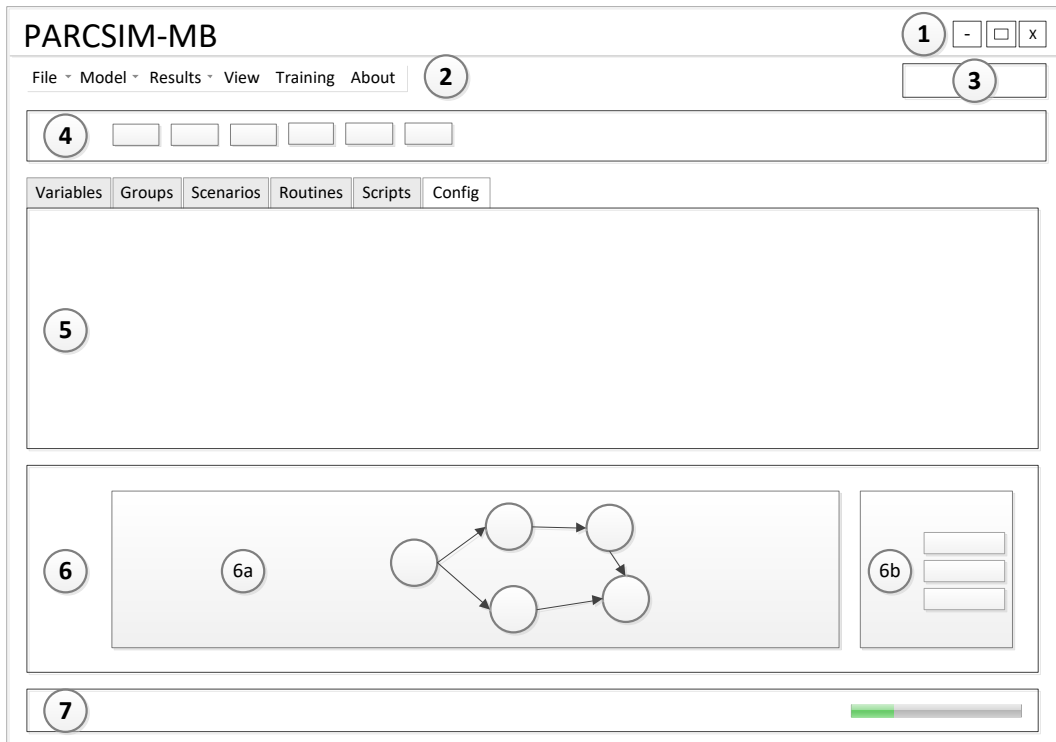 PARCSIM-MB
1
- x
File Model Results View Training About
2
3
4
Variables Groups Scenarios Routines Scripts Config
5
6
6a
6b
7